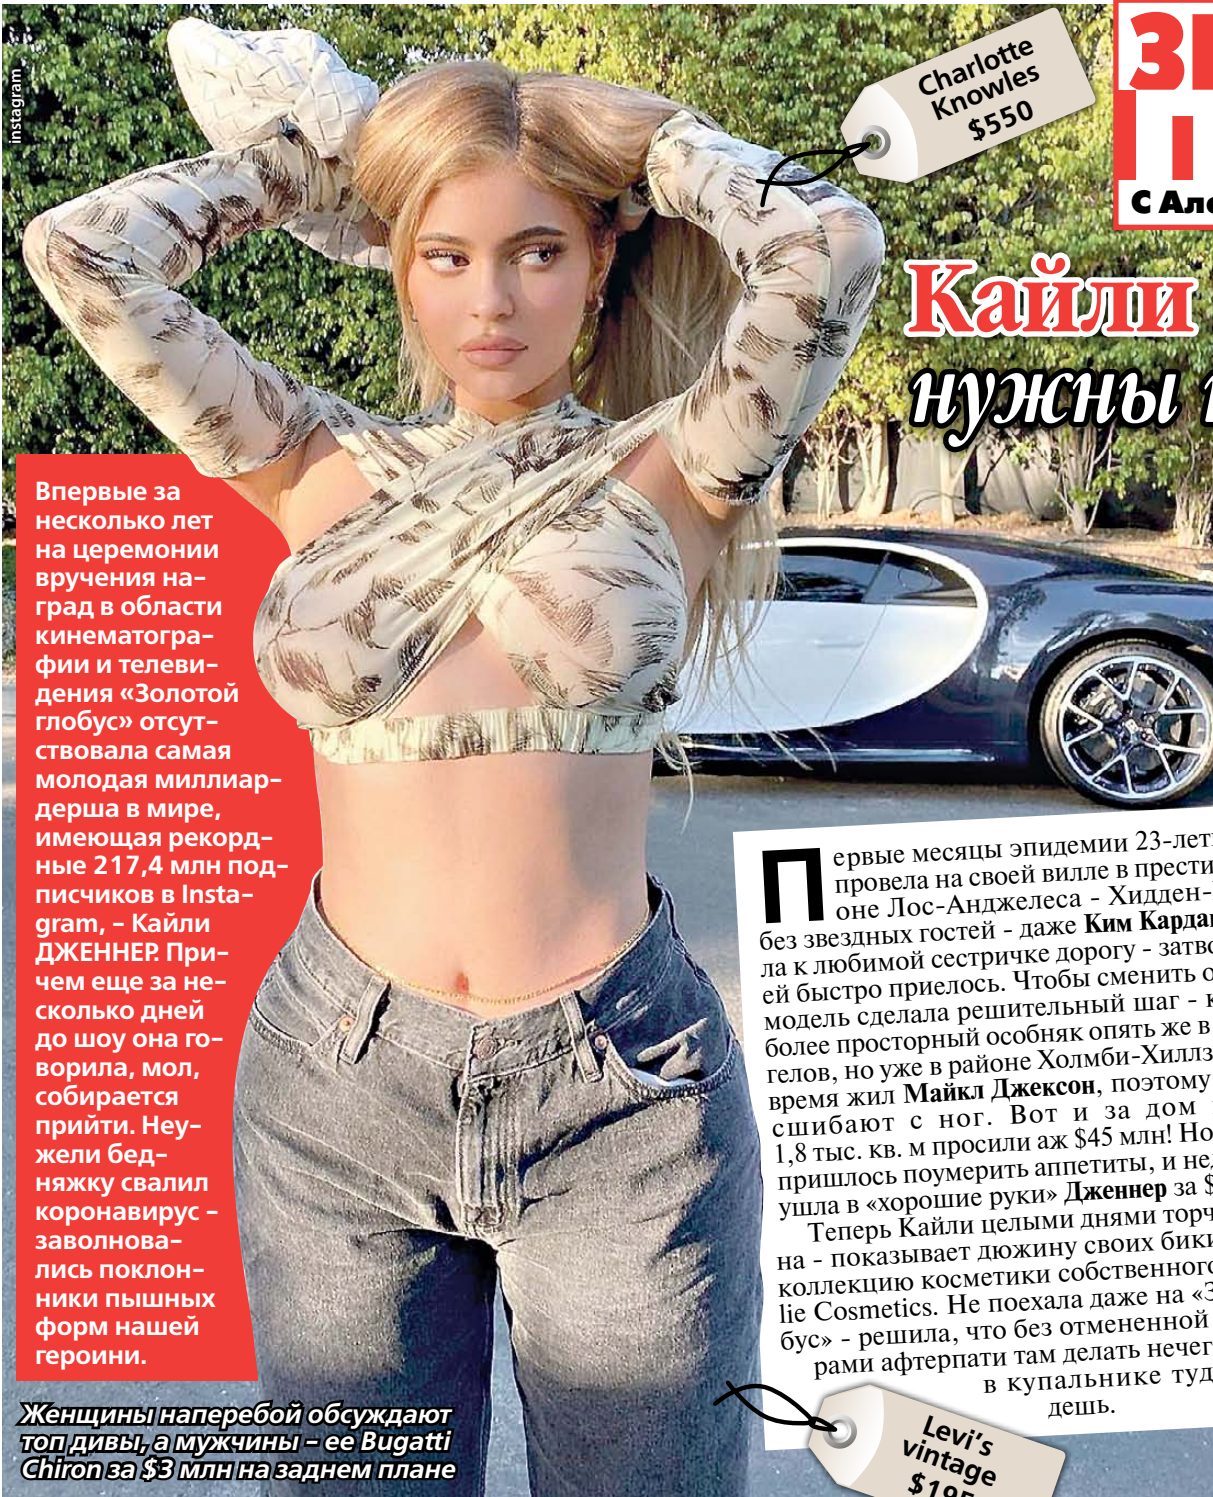 instagram
Charlotte
Knowles
$550
С Але
Кайли
нужны
Впервые за
несколько лет
на церемонии
вручения на-
град в области
кинематогра-
фии и телеви-
дения «Золотой
глобус» отсут-
ствовала самая
молодая миллиар-
дерша в мире,
имеющая рекорд-
ные 217,4 млн под-
писчиков в Insta-
gram, – Кайли
ДЖЕННЕР. При-
чем еще за не-
сколько дней
до шоу она го-
ворила, мол,
собирается
прийти. Неу-
жели бед-
няжку свалил
коронавирус –
заволнова-
лись поклон-
ники пышных
форм нашей
героини.
Женщины наперебой обсуждают
топ дивы, а мужчины – ее Bugatti
Chiron за $3 млн на заднем плане
Первые месяцы эпидемии 23-лет
провела на своей вилле в прести
оне Лос-Анджелеса - Хидден-
без звездных гостей - даже Ким Карда
ла к любимой сестричке дорогу - затво
ей быстро приелось. Чтобы сменить о
модель сделала решительный шаг - к
более просторный особняк опять же в
гелов, но уже в районе Холмби-Хиллз
время жил Майкл Джексон, поэтому
сшибают с ног. Вот и за дом
1,8 тыс. кв. м просили аж $45 млн! Но
пришлось поумерить аппетиты, и нед
ушла в «хорошие руки» Дженнер за $
Теперь Кайли целыми днями торч
на - показывает дюжину своих бики
коллекцию косметики собственного
lie Cosmetics. Не поехала даже на «З
бус» - решила, что без отмененной
рами афтепати там делать нечег
в купальнике туд
дешь.
Levi's
vintage
$195